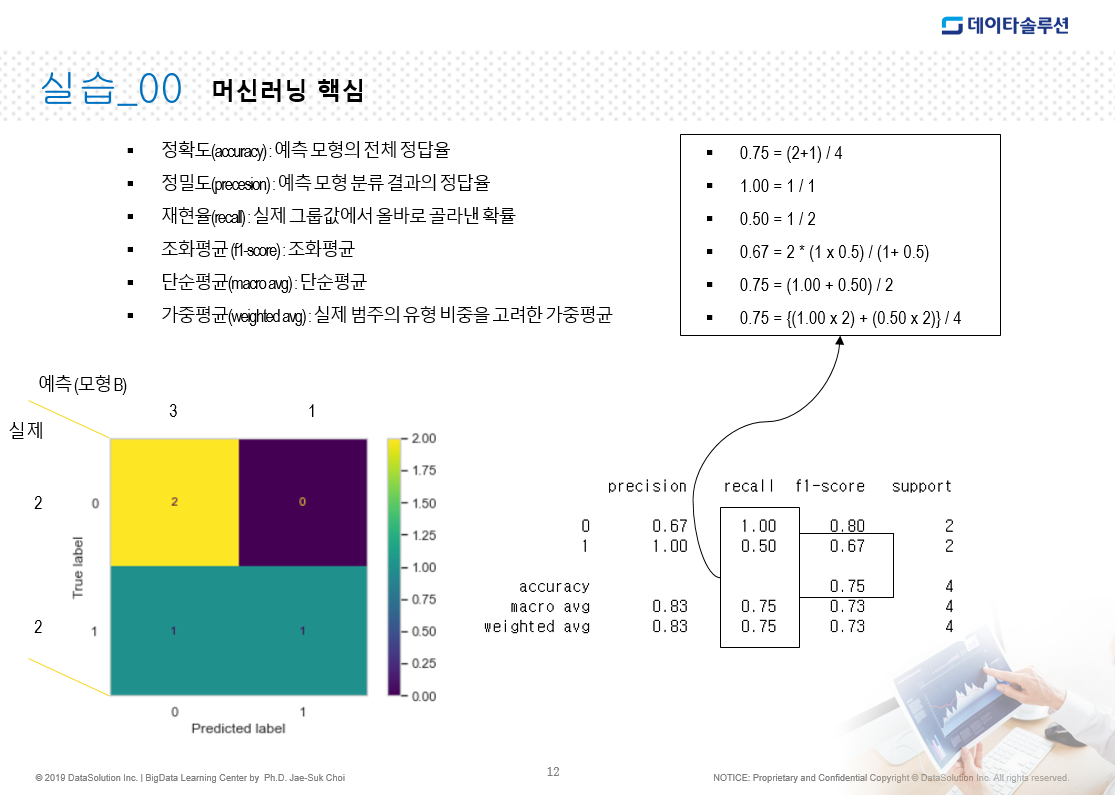 데이타솔루션
실습_00 머신러닝 핵심
▪ 정확도(accuracy) : 예측 모형의 전체 정답율
▪ 정밀도(precesion) : 예측 모형 분류 결과의 정답율
▪ 재현율(recall) : 실제 그룹값에서 올바로 골라낸 확률
▪ 조화평균 (f1-score) : 조화평균
▪ 단순평균(macro avg) : 단순평균
▪ 가중평균(weighted avg) : 실제 범주의 유형 비중을 고려한 가중평균
▪ 0.75 = (2+1) / 4
▪ 1.00 = 1 / 1
▪ 0.50 = 1 / 2
▪ 0.67 = 2 * (1 x 0.5) / (1+ 0.5)
▪ 0.75 = (1.00 + 0.50) / 2
▪ 0.75 = {(1.00 x 2) + (0.50 x 2)} / 4
예측 (모형 B)
3 1
실제
2
2
True label
0
1
2 0
1 1
0 1
Predicted label
2.00
1.75
1.50
1.25
1.00
0.75
0.50
0.25
0.00
precision recall f1-score support
0 0.67 1.00 0.80 2
1 1.00 0.50 0.67 2
accuracy 0.75 4
macro avg 0.83 0.75 0.73 4
weighted avg 0.83 0.75 0.73 4
© 2019 DataSolution Inc. | BigData Learning Center by Ph.D. Jae-Suk Choi
12
NOTICE: Proprietary and Confidential Copyright © DataSolution Inc. All rights reserved.